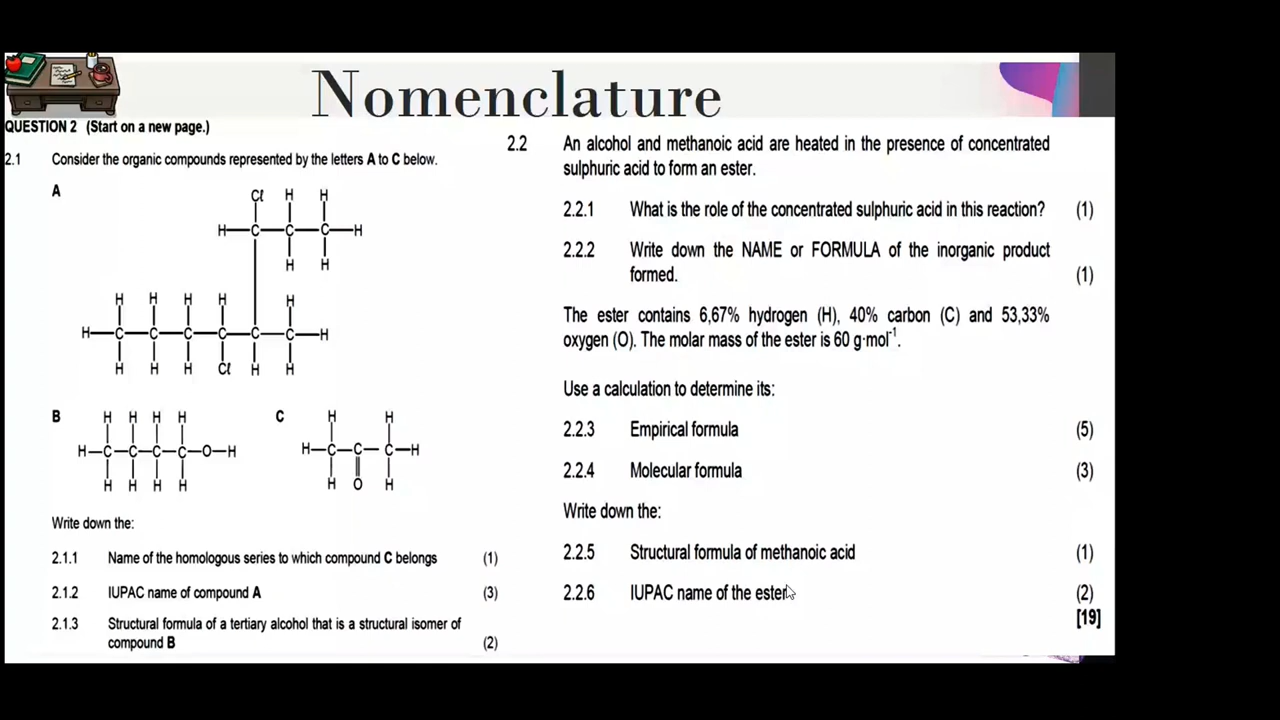 Nomenclature
QUESTION 2 (Start on a new page.)
2.1 Consider the organic compounds represented by the letters A to C below.
A
Cℓ H H
H C C C H
H H
H H H H H
H C C C C C C H
H H H Cℓ H H
B
H H H H
H C C C C O H
H H H H
C
H H
H C C C H
H O H
Write down the:
2.1.1 Name of the homologous series to which compound C belongs (1)
2.1.2 IUPAC name of compound A (3)
2.1.3 Structural formula of a tertiary alcohol that is a structural isomer of
compound B (2)
2.2 An alcohol and methanoic acid are heated in the presence of concentrated
sulphuric acid to form an ester.
2.2.1 What is the role of the concentrated sulphuric acid in this reaction? (1)
2.2.2 Write down the NAME or FORMULA of the inorganic product
formed. (1)
The ester contains 6,67% hydrogen (H), 40% carbon (C) and 53,33%
oxygen (O). The molar mass of the ester is 60 g·mol⁻¹.
Use a calculation to determine its:
2.2.3 Empirical formula (5)
2.2.4 Molecular formula (3)
Write down the:
2.2.5 Structural formula of methanoic acid (1)
2.2.6 IUPAC name of the ester (2)
[19]